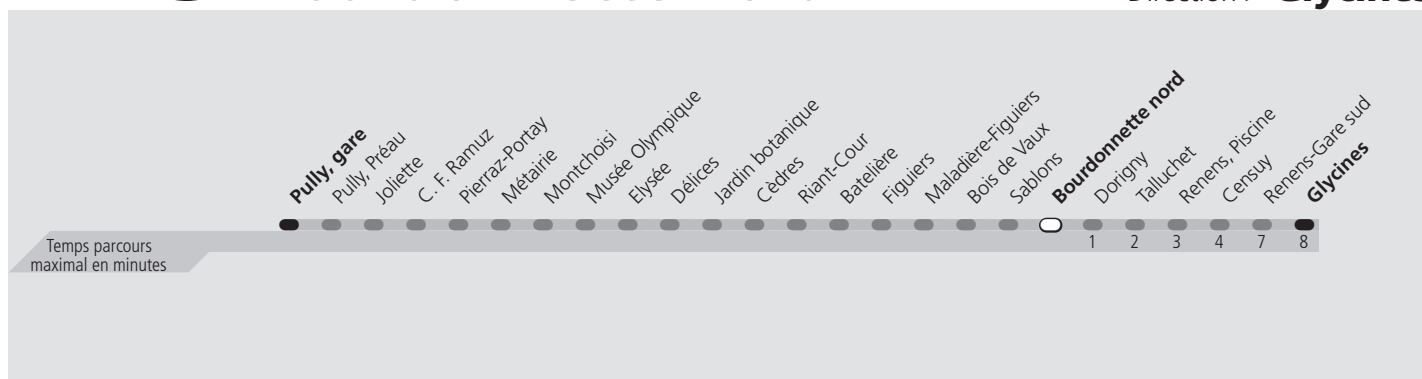 Direction : Glycines
Pully, gare
Pully, Préau
Joliette
C. F. Ramuz
Pierraz-Portay
Métairie
Montchoisi
Musée Olympique
Elysée
Délices
Jardin botanique
Cèdres
Riant-Cour
Batelière
Figuiers
Maladière-Figuiers
Bois de Vaux
Sablons
Bourdonnette nord
Dorigny
Talluchet
Renens, Piscine
Censuy
Renens-Gare sud
Glycines
Temps parcours
maximal en minutes
1 2 3 4 7 8